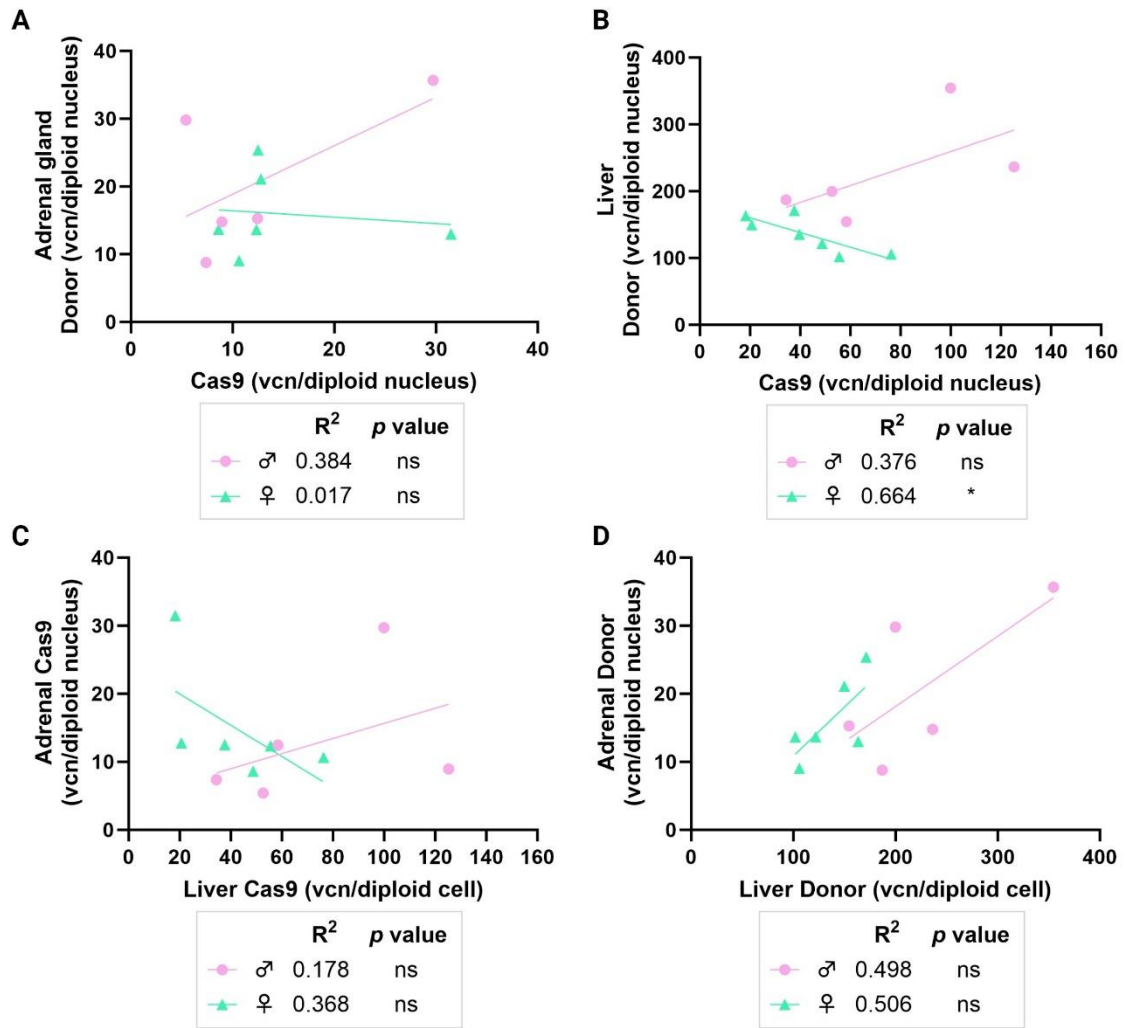 A
Adrenal gland
Donor (vcn/diploid nucleus)
40
30
20
10
0
0 10 20 30 40
Cas9 (vcn/diploid nucleus)
R² p value
♂ 0.384 ns
♀ 0.017 ns
B
Liver
Donor (vcn/diploid nucleus)
400
300
200
100
0
0 20 40 60 80 100 120 140 160
Cas9 (vcn/diploid nucleus)
R² p value
♂ 0.376 ns
♀ 0.664 *
C
Adrenal Cas9
(vcn/diploid nucleus)
40
30
20
10
0
0 20 40 60 80 100 120 140 160
Liver Cas9 (vcn/diploid cell)
R² p value
♂ 0.178 ns
♀ 0.368 ns
D
Adrenal Donor
(vcn/diploid nucleus)
40
30
20
10
0
0 100 200 300 400
Liver Donor (vcn/diploid cell)
R² p value
♂ 0.498 ns
♀ 0.506 ns